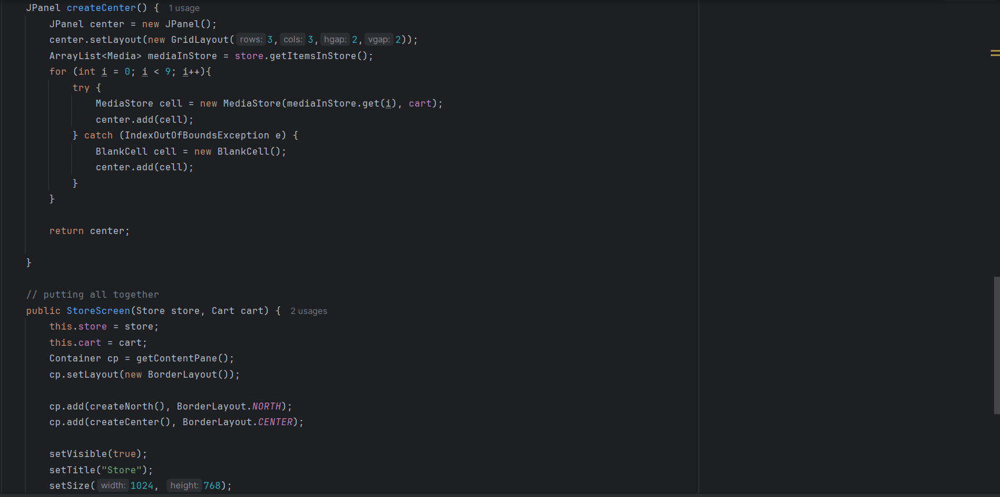 JPanel createCenter() { 1 usage
    JPanel center = new JPanel();
    center.setLayout(new GridLayout( rows: 3, cols: 3, hgap: 2, vgap: 2));
    ArrayList<Media> mediaInStore = store.getItemsInStore();
    for (int i = 0; i < 9; i++){
        try {
            MediaStore cell = new MediaStore(mediaInStore.get(i), cart);
            center.add(cell);
        } catch (IndexOutOfBoundsException e) {
            BlankCell cell = new BlankCell();
            center.add(cell);
        }
    }

    return center;

}

// putting all together
public StoreScreen(Store store, Cart cart) { 2 usages
    this.store = store;
    this.cart = cart;
    Container cp = getContentPane();
    cp.setLayout(new BorderLayout());

    cp.add(createNorth(), BorderLayout.NORTH);
    cp.add(createCenter(), BorderLayout.CENTER);

    setVisible(true);
    setTitle("Store");
    setSize( width: 1024, height: 768);